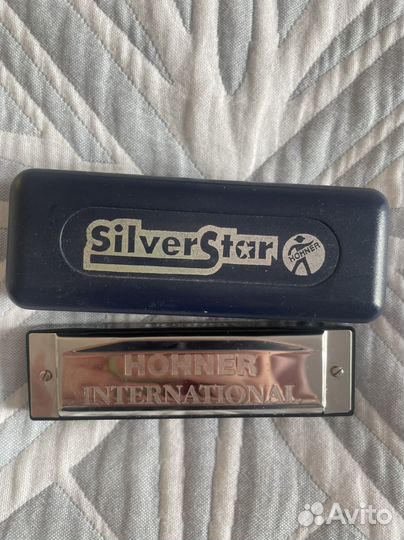 SilverStar
HOHNER
HOHNER
INTERNATIONAL
Avito